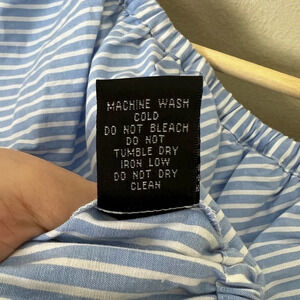 MACHINE WASH
COLD
DO NOT BLEACH
DO NOT
TUMBLE DRY
IRON LOW
DO NOT DRY
CLEAN